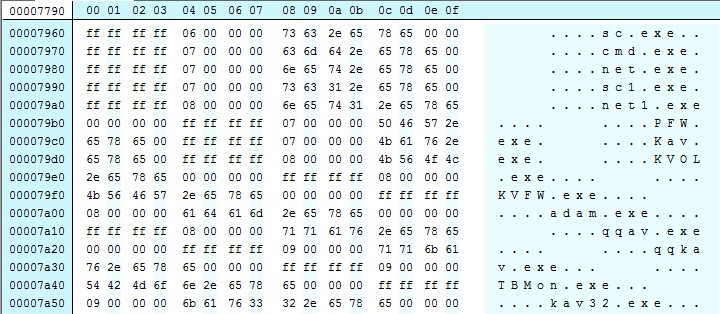 00007790 00 01 02 03 04 05 06 07 08 09 0a 0b 0c 0d 0e 0f
00007960 ff ff ff ff 06 00 00 00 73 63 2e 65 78 65 00 00 ....sc.exe..
00007970 ff ff ff ff 07 00 00 00 63 6d 64 2e 65 78 65 00 ....cmd.exe.
00007980 ff ff ff ff 07 00 00 00 6e 65 74 2e 65 78 65 00 ....net.exe.
00007990 ff ff ff ff 07 00 00 00 73 63 31 2e 65 78 65 00 ....sc1.exe.
000079a0 ff ff ff ff 08 00 00 00 6e 65 74 31 2e 65 78 65 ....net1.exe
000079b0 00 00 00 00 ff ff ff ff 07 00 00 00 50 46 57 2e .... ....PFW.
000079c0 65 78 65 00 ff ff ff ff 07 00 00 00 4b 61 76 2e exe. ....Kav.
000079d0 65 78 65 00 ff ff ff ff 08 00 00 00 4b 56 4f 4c exe. ....KVOL
000079e0 2e 65 78 65 00 00 00 00 ff ff ff ff 08 00 00 00 .exe.... ....
000079f0 4b 56 46 57 2e 65 78 65 00 00 00 00 ff ff ff ff KVFW.exe....
00007a00 08 00 00 00 61 64 61 6d 2e 65 78 65 00 00 00 00 ....adam.exe....
00007a10 ff ff ff ff 08 00 00 00 71 71 61 76 2e 65 78 65 ....qqav.exe
00007a20 00 00 00 00 ff ff ff ff 09 00 00 00 71 71 6b 61 .... ....qqka
00007a30 76 2e 65 78 65 00 00 00 ff ff ff ff 09 00 00 00 v.exe... ....
00007a40 54 42 4d 6f 6e 2e 65 78 65 00 00 00 ff ff ff ff TBMon.exe...
00007a50 09 00 00 00 6b 61 76 33 32 2e 65 78 65 00 00 00 ....kav32.exe...